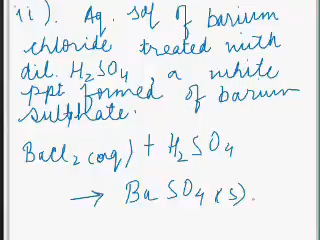 ii). Aq. sol of barium
chloride treated with
dil. H₂SO₄, a white
ppt formed of barium
sulphate.
BaCl₂(aq) + H₂SO₄
→ BaSO₄(s).